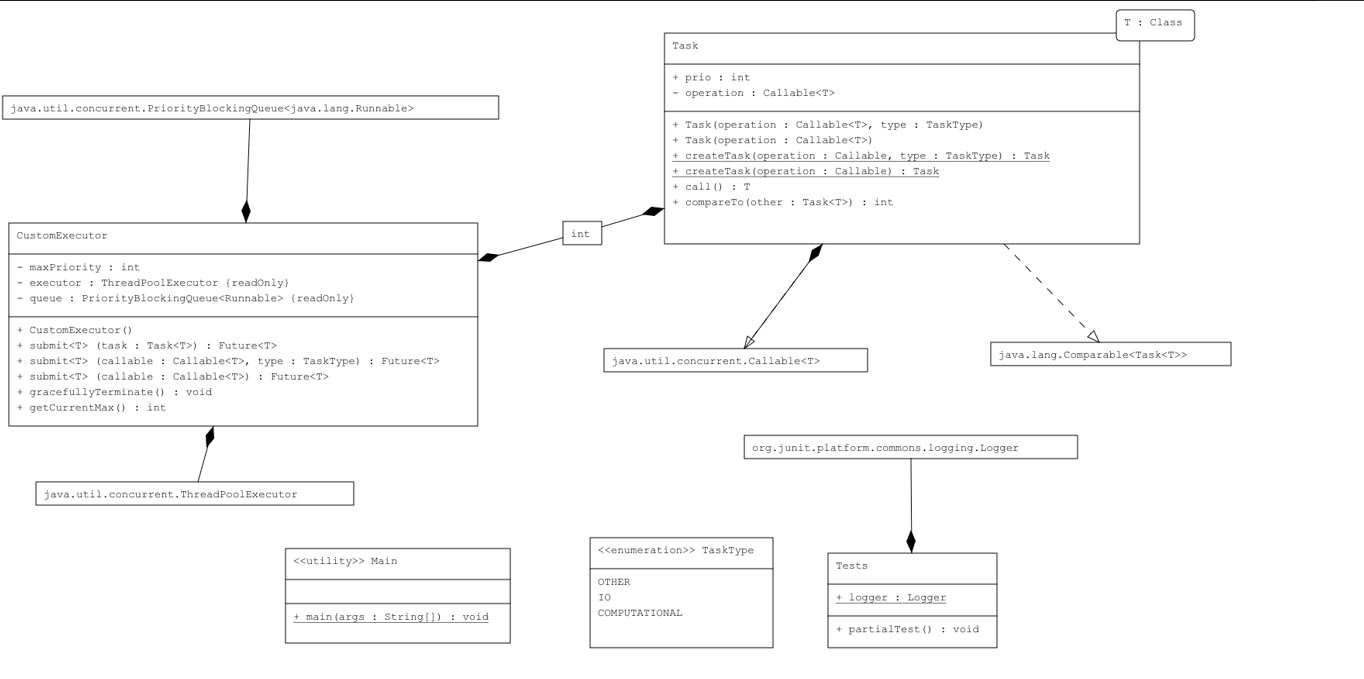 T : Class
Task
+ prio : int
- operation : Callable<T>
+ Task(operation : Callable<T>, type : TaskType)
+ Task(operation : Callable<T>)
+ createTask(operation : Callable, type : TaskType) : Task
+ createTask(operation : Callable) : Task
+ call() : T
+ compareTo(other : Task<T>) : int
java.util.concurrent.PriorityBlockingQueue<java.lang.Runnable>
int
CustomExecutor
- maxPriority : int
- executor : ThreadPoolExecutor {readOnly}
- queue : PriorityBlockingQueue<Runnable> {readOnly}
+ CustomExecutor()
+ submit<T> (task : Task<T>) : Future<T>
+ submit<T> (callable : Callable<T>, type : TaskType) : Future<T>
+ submit<T> (callable : Callable<T>) : Future<T>
+ gracefullyTerminate() : void
+ getCurrentMax() : int
java.util.concurrent.Callable<T>
java.lang.Comparable<Task<T>>
org.junit.platform.commons.logging.Logger
java.util.concurrent.ThreadPoolExecutor
<<utility>> Main
+ main(args : String[]) : void
<<enumeration>> TaskType
OTHER
IO
COMPUTATIONAL
Tests
+ logger : Logger
+ partialTest() : void